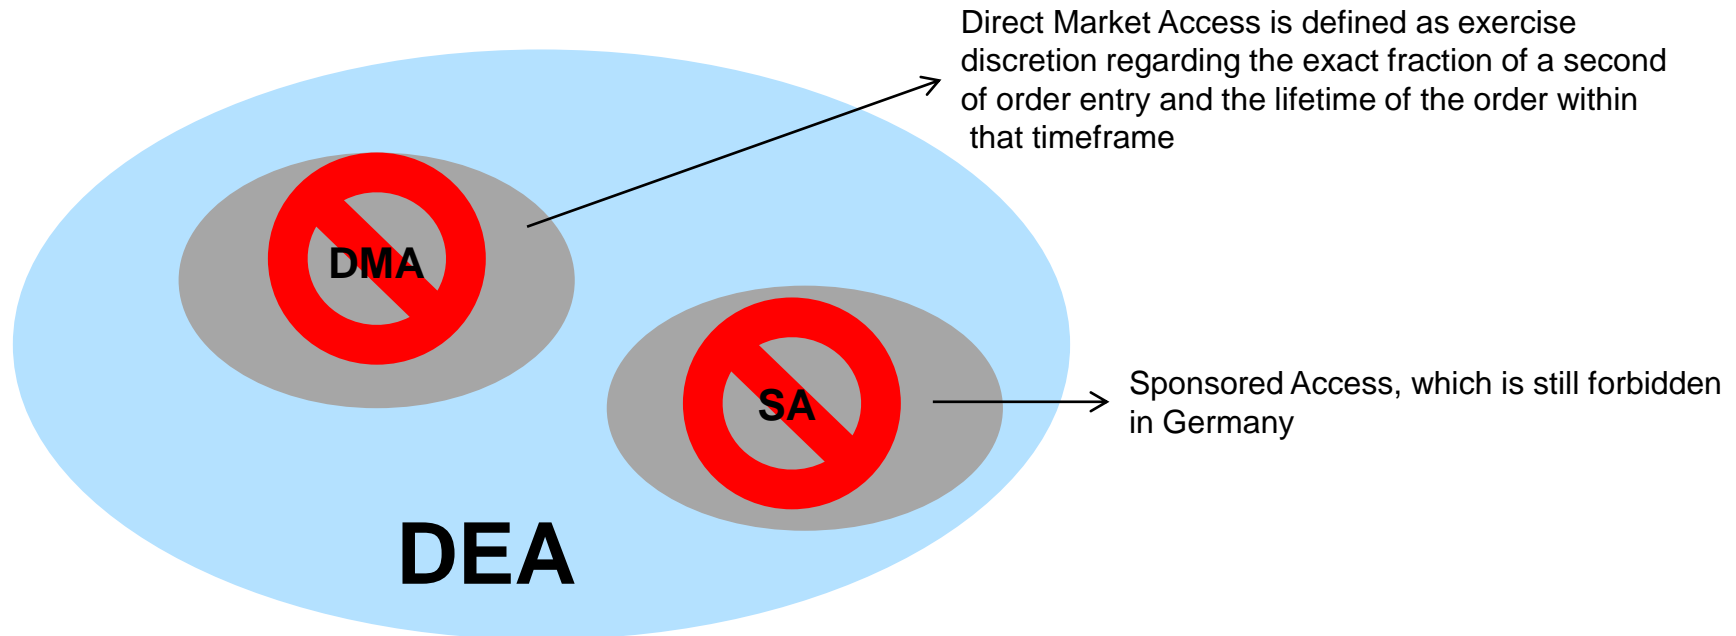 Direct Market Access is defined as exercise
discretion regarding the exact fraction of a second
of order entry and the lifetime of the order within
that timeframe
DMA
SA
Sponsored Access, which is still forbidden
in Germany
DEA